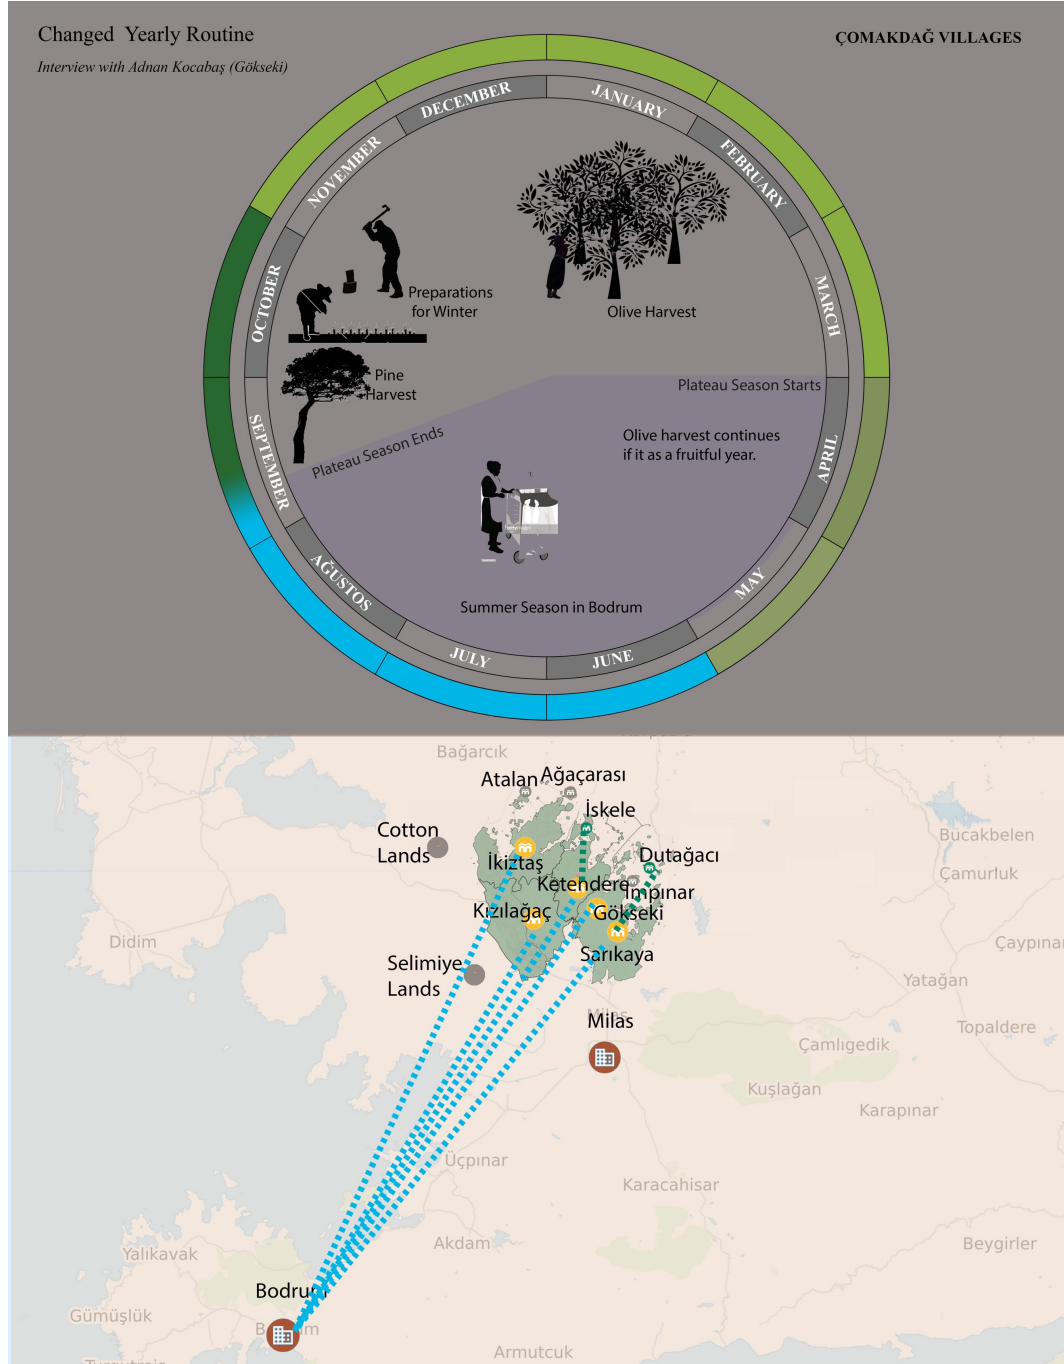 Changed Yearly Routine
ÇOMAKDAĞ VILLAGES
Interview with Adnan Kocabaş (Gökseki)
DECEMBER
JANUARY
NOVEMBER
FEBRUARY
OCTOBER
MARCH
Preparations
for Winter
Olive Harvest
Pine
Harvest
Plateau Season Starts
SEPTEMBER
Plateau Season Ends
Olive harvest continues
if it as a fruitful year.
APRIL
AĞUSTOS
MAY
Summer Season in Bodrum
JULY
JUNE
Bağarcık
Atalan
Ağaçarası
İskele
Cotton
Lands
Bucakbelen
İkiztaş
Dutağacı
Çamurluk
Ketendere
Impınar
Kızılağaç
Gökseki
Didim
Sarıkaya
Çaypınar
Selimiye
Lands
Yatağan
Milas
Milas
Topaldere
Çamlıgedik
Kuşlağan
Karapınar
Üçpınar
Karacahisar
Yalıkavak
Akdam
Beygirler
Bodrum
Gümüşlük
Armutcuk